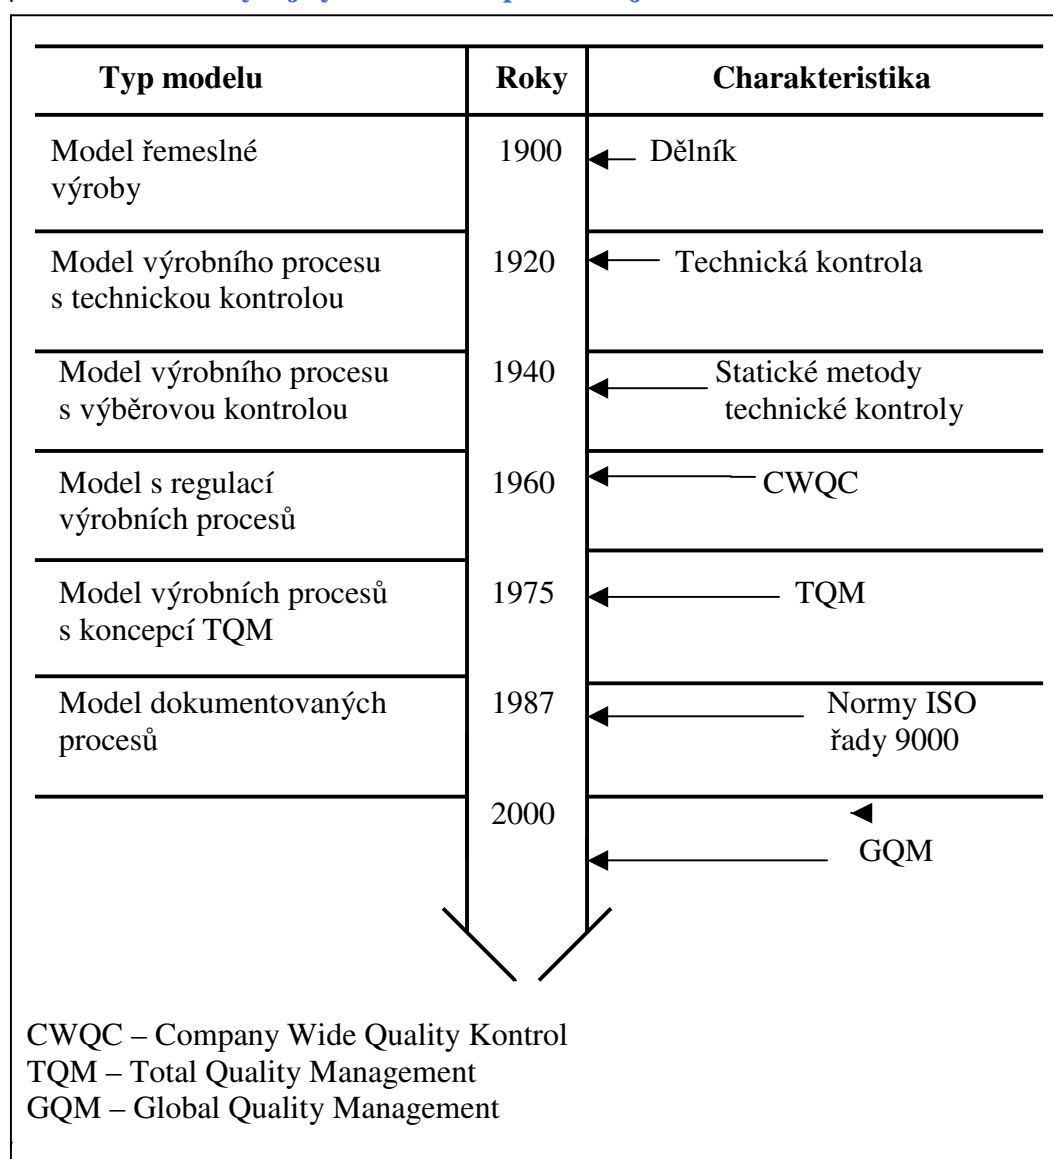 Typ modelu Roky Charakteristika
Model řemeslné 1900 Dělník
výroby
Model výrobního procesu 1920 Technická kontrola
s technickou kontrolou
Model výrobního procesu 1940 Statické metody
s výběrovou kontrolou technické kontroly
Model s regulací 1960 CWQC
výrobních procesů
Model výrobních procesů 1975 TQM
s koncepcí TQM
Model dokumentovaných 1987 Normy ISO
procesů řady 9000
2000
GQM
CWQC – Company Wide Quality Kontrol
TQM – Total Quality Management
GQM – Global Quality Management